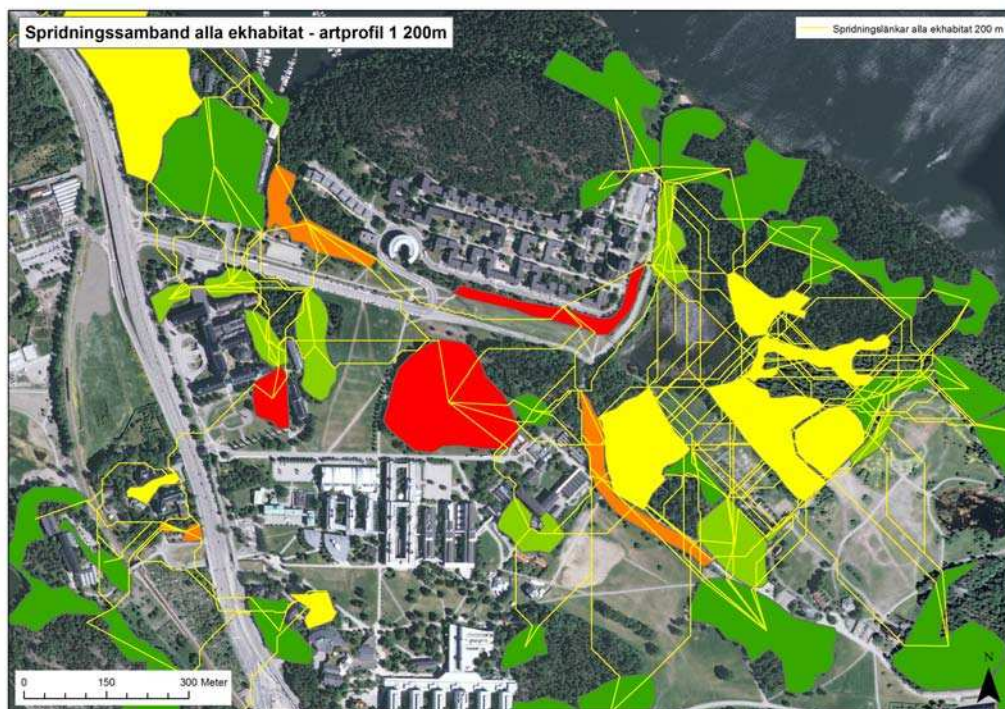 Spridningssamband alla ekhabitat - artprofil 1 200m
Spridningslänkar alla ekhabitat 200 m
N
0 150 300 Meter